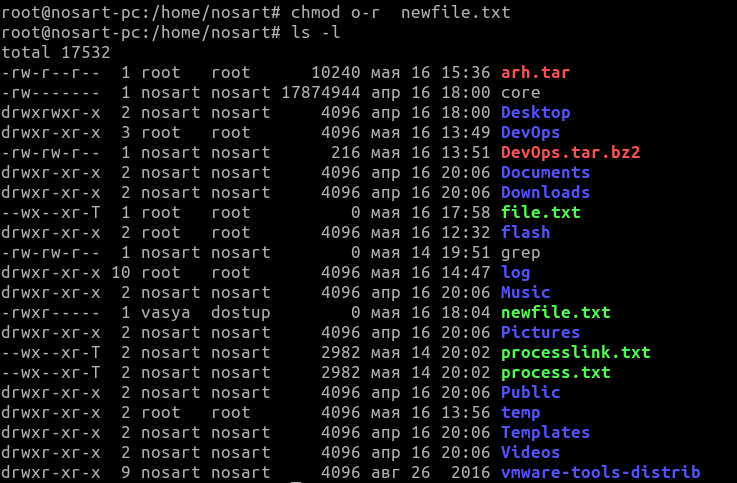 root@nosart-pc:/home/nosart# chmod o-r  newfile.txt
root@nosart-pc:/home/nosart# ls -l
total 17532
-rw-r--r--  1 root   root      10240 мая 16 15:36 arh.tar
-rw-------  1 nosart nosart 17874944 апр 16 18:00 core
drwxrwxr-x  2 nosart nosart     4096 апр 16 18:00 Desktop
drwxr-xr-x  3 root   root       4096 мая 16 13:49 DevOps
-rw-rw-r--  1 nosart nosart      216 мая 16 13:51 DevOps.tar.bz2
drwxr-xr-x  2 nosart nosart     4096 апр 16 20:06 Documents
drwxr-xr-x  2 nosart nosart     4096 апр 16 20:06 Downloads
--wx--xr-T  1 root   root          0 мая 16 17:58 file.txt
drwxr-xr-x  2 root   root       4096 мая 16 12:32 flash
-rw-rw-r--  1 nosart nosart        0 мая 14 19:51 grep
drwxr-xr-x 10 root   root       4096 мая 16 14:47 log
drwxr-xr-x  2 nosart nosart     4096 апр 16 20:06 Music
-rwxr-----  1 vasya  dostup        0 мая 16 18:04 newfile.txt
drwxr-xr-x  2 nosart nosart     4096 апр 16 20:06 Pictures
--wx--xr-T  2 nosart nosart     2982 мая 14 20:02 processlink.txt
--wx--xr-T  2 nosart nosart     2982 мая 14 20:02 process.txt
drwxr-xr-x  2 nosart nosart     4096 апр 16 20:06 Public
drwxr-xr-x  2 root   root       4096 мая 16 13:56 temp
drwxr-xr-x  2 nosart nosart     4096 апр 16 20:06 Templates
drwxr-xr-x  2 nosart nosart     4096 апр 16 20:06 Videos
drwxr-xr-x  9 nosart nosart     4096 авг 26  2016 vmware-tools-distrib